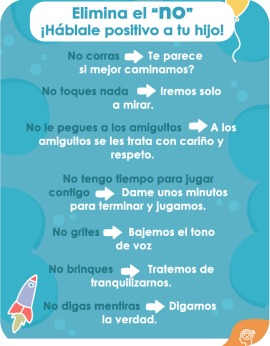 Elimina el "no"
¡Háblale positivo a tu hijo!
No corras ➡ Te parece
si mejor caminamos?
No toques nada ➡ Iremos solo
a mirar.
No le pegues a los amiguitos ➡ A los
amiguitos se les trata con cariño y
respeto.
No tengo tiempo para jugar
contigo ➡ Dame unos minutos
para terminar y jugamos.
No grites ➡ Bajemos el tono
de voz
No brinques ➡ Tratemos de
tranquilizarnos.
No digas mentiras ➡ Digamos
la verdad.